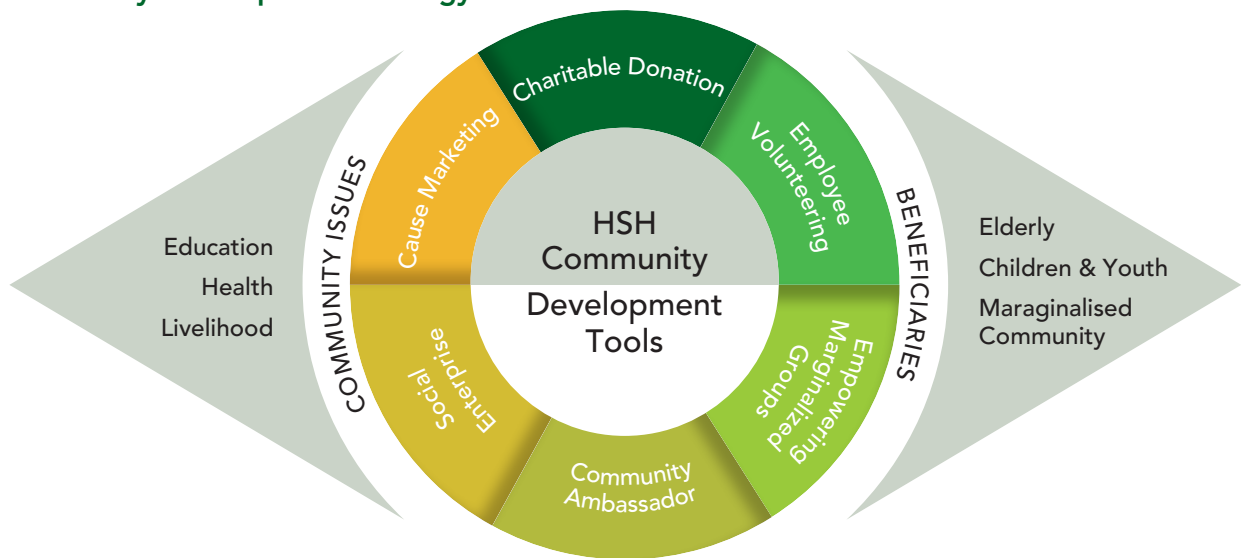 Charitable Donation
Employee
Volunteering
Empowering
Marginalized
Groups
Community
Ambassador
Social
Enterprise
Cause Marketing
HSH
Community
Development
Tools
COMMUNITY ISSUES
Education
Health
Livelihood
BENEFICIARIES
Elderly
Children & Youth
Maraginalised
Community